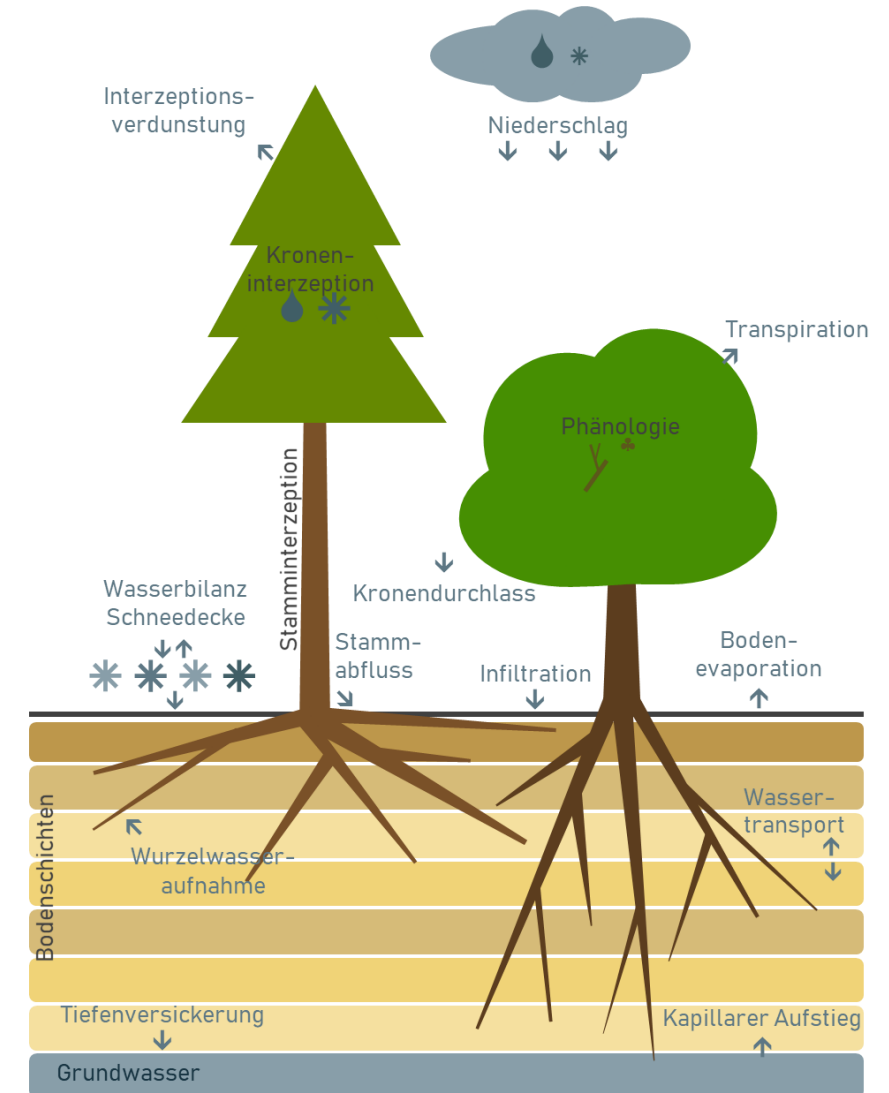 Interzeptions-
verdunstung
Niederschlag
Kronen-
interzeption
Transpiration
Phänologie
Stamminterzeption
Kronendurchlass
Wasserbilanz
Schneedecke
Stamm-
abfluss
Infiltration
Boden-
evaporation
Bodenschichten
Wasser-
transport
Wurzelwasser-
aufnahme
Tiefenversickerung
Kapillarer Aufstieg
Grundwasser